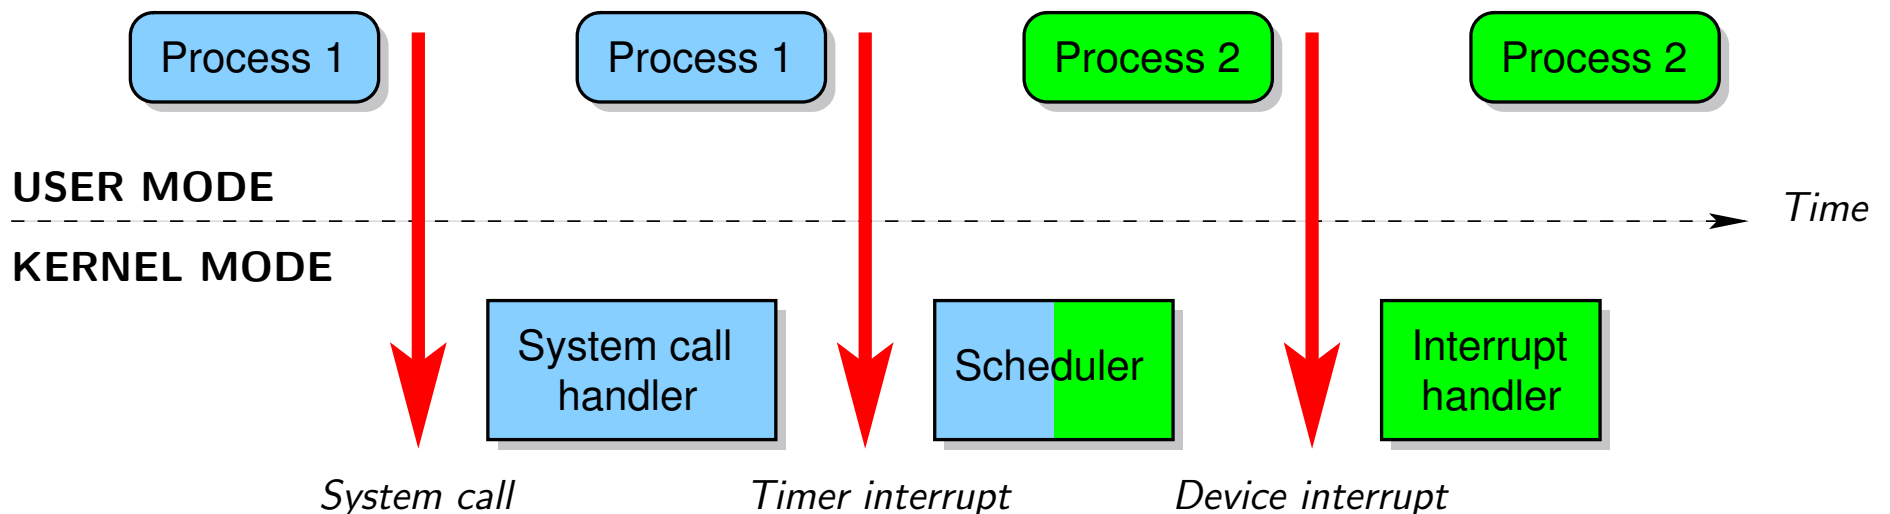 Process 1
Process 1
Process 2
Process 2
USER MODE
Time
KERNEL MODE
System call
handler
Scheduler
Interrupt
handler
System call
Timer interrupt
Device interrupt